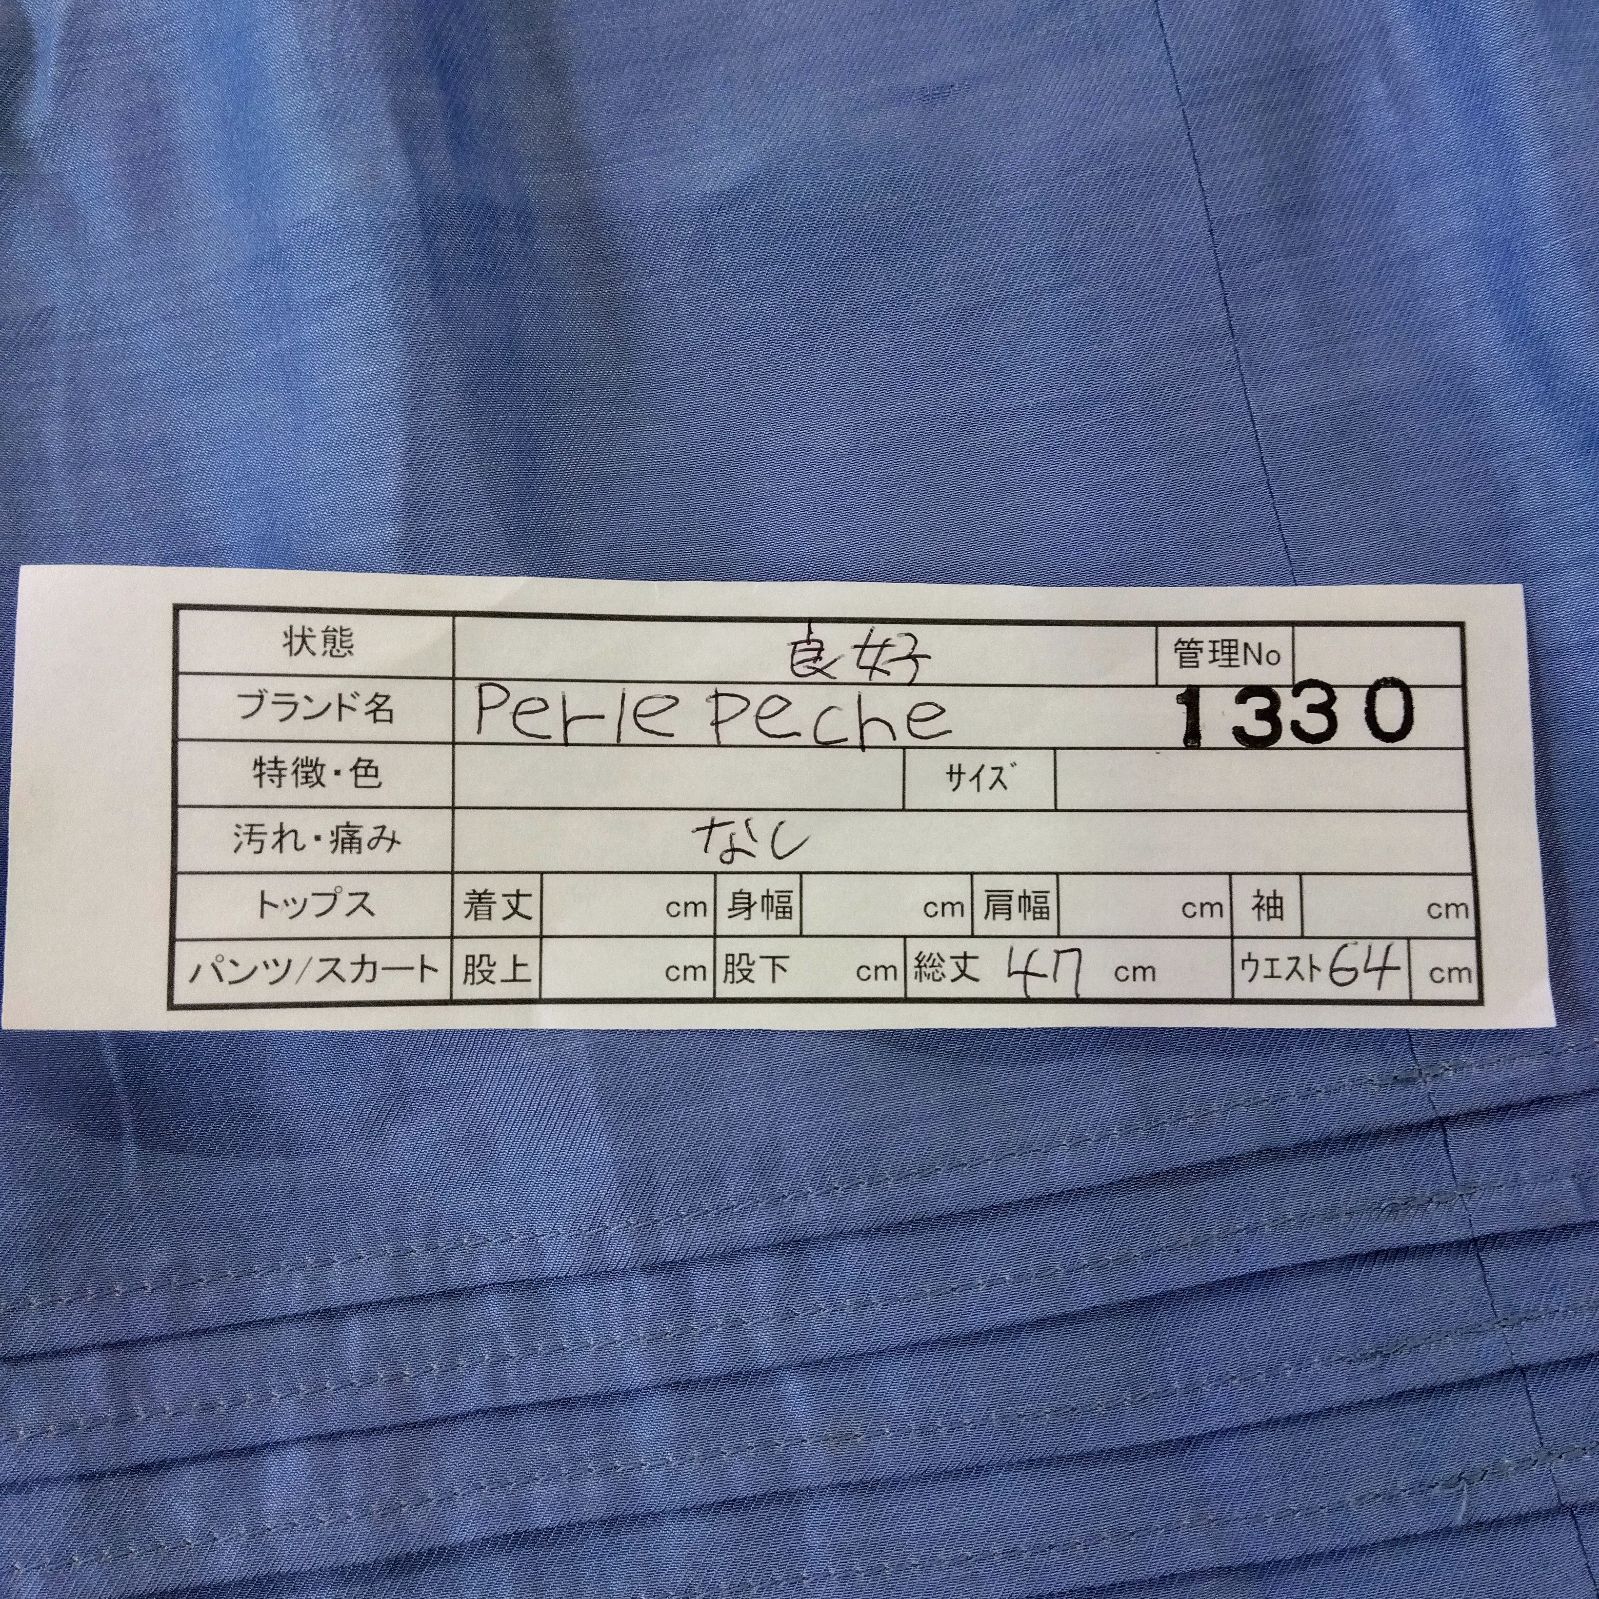 状態 良好 管理No
ブランド名 Perle Peche 1330
特徴・色 サイズ
汚れ・痛み なし
トップス 着丈 cm 身幅 cm 肩幅 cm 袖 cm
パンツ/スカート 股上 cm 股下 cm 総丈 47 cm ウエスト 64 cm